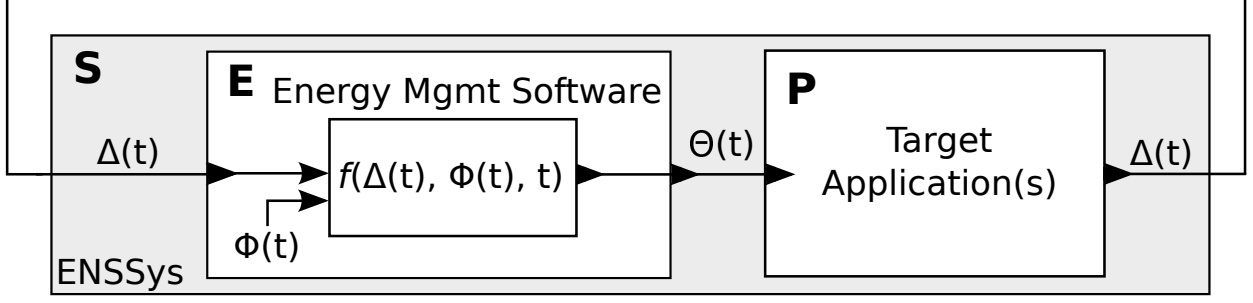 S
E Energy Mgmt Software
P
Δ(t)
f(Δ(t), Φ(t), t)
Θ(t)
Target
Application(s)
Δ(t)
Φ(t)
ENSSys